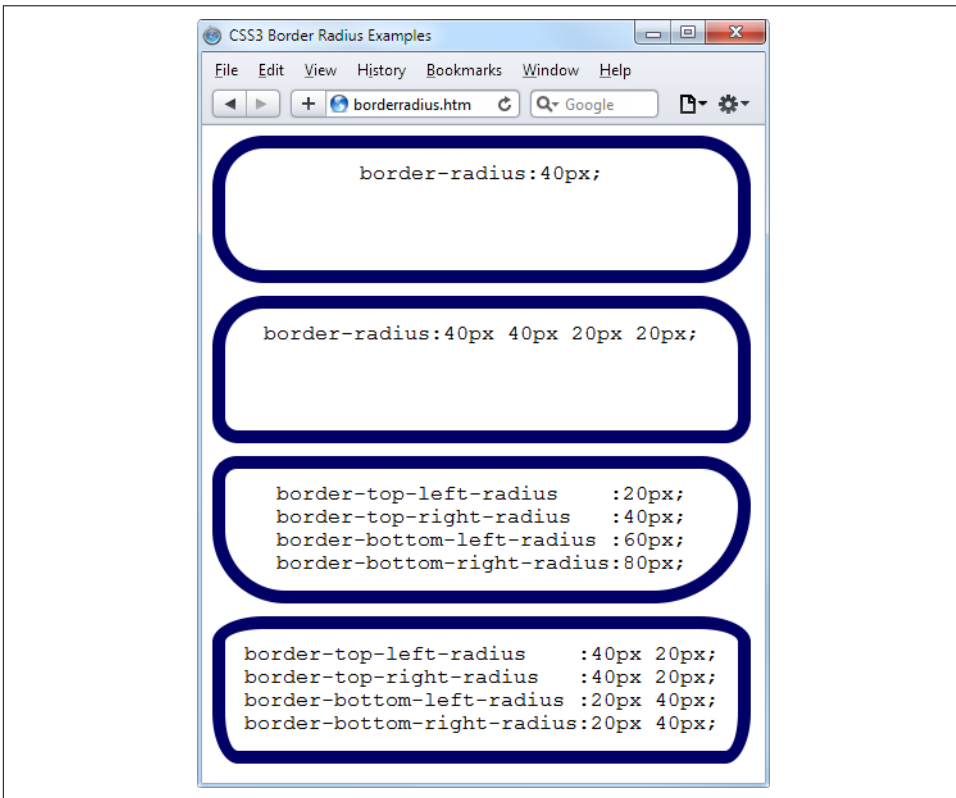 CSS3 Border Radius Examples
File Edit View History Bookmarks Window Help
borderradius.htm Google
border-radius:40px;
border-radius:40px 40px 20px 20px;
border-top-left-radius    :20px;
border-top-right-radius   :40px;
border-bottom-left-radius :60px;
border-bottom-right-radius:80px;
border-top-left-radius    :40px 20px;
border-top-right-radius   :40px 20px;
border-bottom-left-radius :20px 40px;
border-bottom-right-radius:20px 40px;